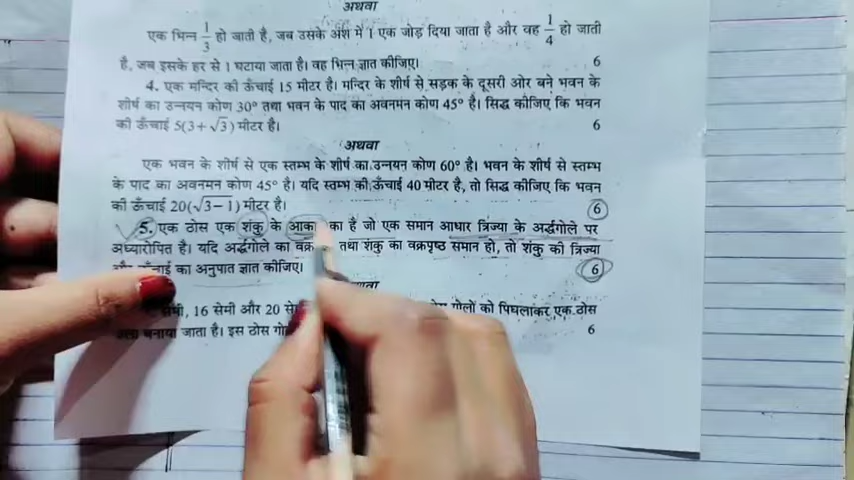 अथवा
एक भिन्न 1/3 हो जाती है, जब उसके अंश में 1 एक जोड़ दिया जाता है और वह 1/4 हो जाती
है, जब इसके हर से 1 घटाया जाता है। वह भिन्न ज्ञात कीजिए। 6
4. एक मन्दिर की ऊँचाई 15 मीटर है। मन्दिर के शीर्ष से सड़क के दूसरी ओर बने भवन के
शीर्ष का उन्नयन कोण 30° तथा भवन के पाद का अवनमन कोण 45° है। सिद्ध कीजिए कि भवन
की ऊँचाई 5(3+√3) मीटर है। 6
अथवा
एक भवन के शीर्ष से एक स्तम्भ के शीर्ष का उन्नयन कोण 60° है। भवन के शीर्ष से स्तम्भ
के पाद का अवनमन कोण 45° है। यदि स्तम्भ की ऊँचाई 40 मीटर है, तो सिद्ध कीजिए कि भवन
की ऊँचाई 20(√3-1) मीटर है। 6
5. एक ठोस एक शंकु के आका का है जो एक समान आधार त्रिज्या के अर्द्धगोले पर
अध्यारोपित है। यदि अर्द्धगोले का तथा शंकु का वक्रपृष्ठ समान हो, तो शंकु की त्रिज्या
का अनुपात ज्ञात कीजिए। 6
16 सेमी और 20 गोलों को पिघलाकर एक ठोस
बनाया जाता है। इस ठोस 6